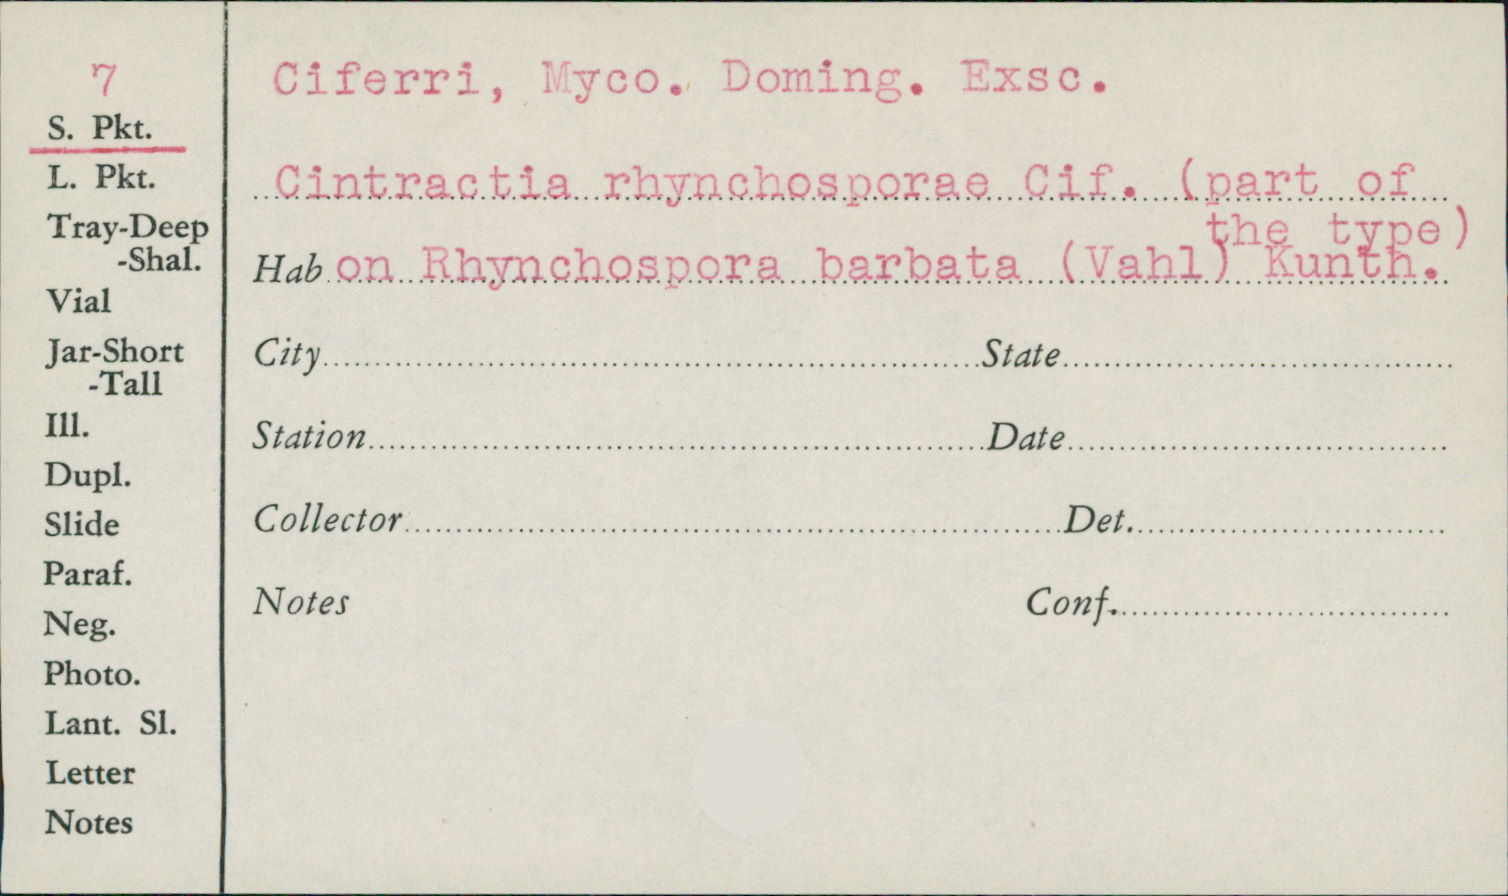 7
S. Pkt.
L. Pkt.
Tray-Deep
-Shal.
Vial
Jar-Short
-Tall
Ill.
Dupl.
Slide
Paraf.
Neg.
Photo.
Lant. Sl.
Letter
Notes
Ciferri, Myco. Doming. Exsc.
Cintractia rhynchosporae Cif. (part of
the type)
Hab on Rhynchospora barbata (Vahl) Kunth.
City State
Station Date
Collector Det.
Notes Conf.